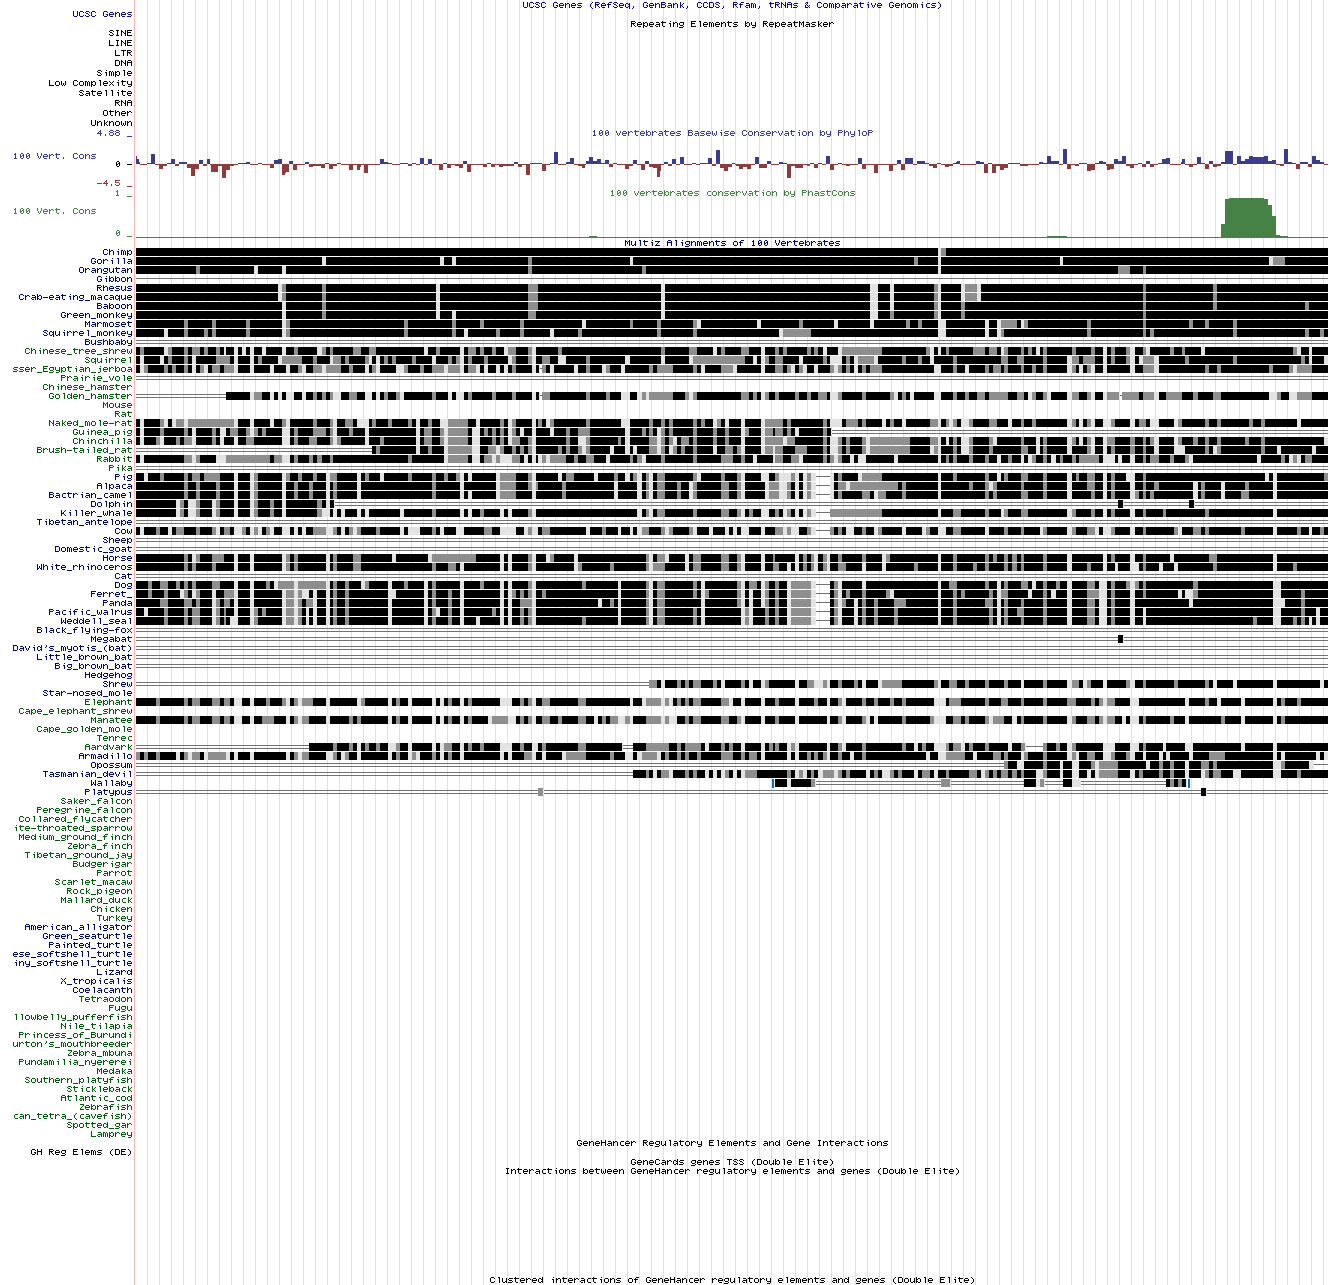 UCSC Genes (RefSeq, GenBank, CCDS, Rfam, tRNAs & Comparative Genomics)
UCSC Genes
Repeating Elements by RepeatMasker
SINE
LINE
LTR
DNA
Simple
Low Complexity
Satellite
RNA
Other
Unknown
4.88 _
100 vertebrates Basewise Conservation by PhyloP
100 Vert. Cons
0 _
-4.5 _
100 vertebrates conservation by PhastCons
1 _
100 Vert. Cons
0 _
Multiz Alignments of 100 Vertebrates
Chimp
Gorilla
Orangutan
Gibbon
Rhesus
Crab-eating_macaque
Baboon
Green_monkey
Marmoset
Squirrel_monkey
Bushbaby
Chinese_tree_shrew
Squirrel
sser_Egyptian_jerboa
Prairie_vole
Chinese_hamster
Golden_hamster
Mouse
Rat
Naked_mole-rat
Guinea_pig
Chinchilla
Brush-tailed_rat
Rabbit
Pika
Pig
Alpaca
Bactrian_camel
Dolphin
Killer_whale
Tibetan_antelope
Cow
Sheep
Domestic_goat
Horse
White_rhinoceros
Cat
Dog
Ferret_
Panda
Pacific_walrus
Weddell_seal
Black_flying-fox
Megabat
David's_myotis_(bat)
Little_brown_bat
Big_brown_bat
Hedgehog
Shrew
Star-nosed_mole
Elephant
Cape_elephant_shrew
Manatee
Cape_golden_mole
Tenrec
Aardvark
Armadillo
Opossum
Tasmanian_devil
Wallaby
Platypus
Saker_falcon
Peregrine_falcon
Collared_flycatcher
ite-throated_sparrow
Medium_ground_finch
Zebra_finch
Tibetan_ground_jay
Budgerigar
Parrot
Scarlet_macaw
Rock_pigeon
Mallard_duck
Chicken
Turkey
American_alligator
Green_seaturtle
Painted_turtle
ese_softshell_turtle
iny_softshell_turtle
Lizard
X_tropicalis
Coelacanth
Tetraodon
Fugu
llowbelly_pufferfish
Nile_tilapia
Princess_of_Burundi
urton's_mouthbreeder
Zebra_mbuna
Pundamilia_nyererei
Medaka
Southern_platyfish
Stickleback
Atlantic_cod
Zebrafish
can_tetra_(cavefish)
Spotted_gar
Lamprey
GeneHancer Regulatory Elements and Gene Interactions
GH Reg Elems (DE)
GeneCards genes TSS (Double Elite)
Interactions between GeneHancer regulatory elements and genes (Double Elite)
Clustered interactions of GeneHancer regulatory elements and genes (Double Elite)